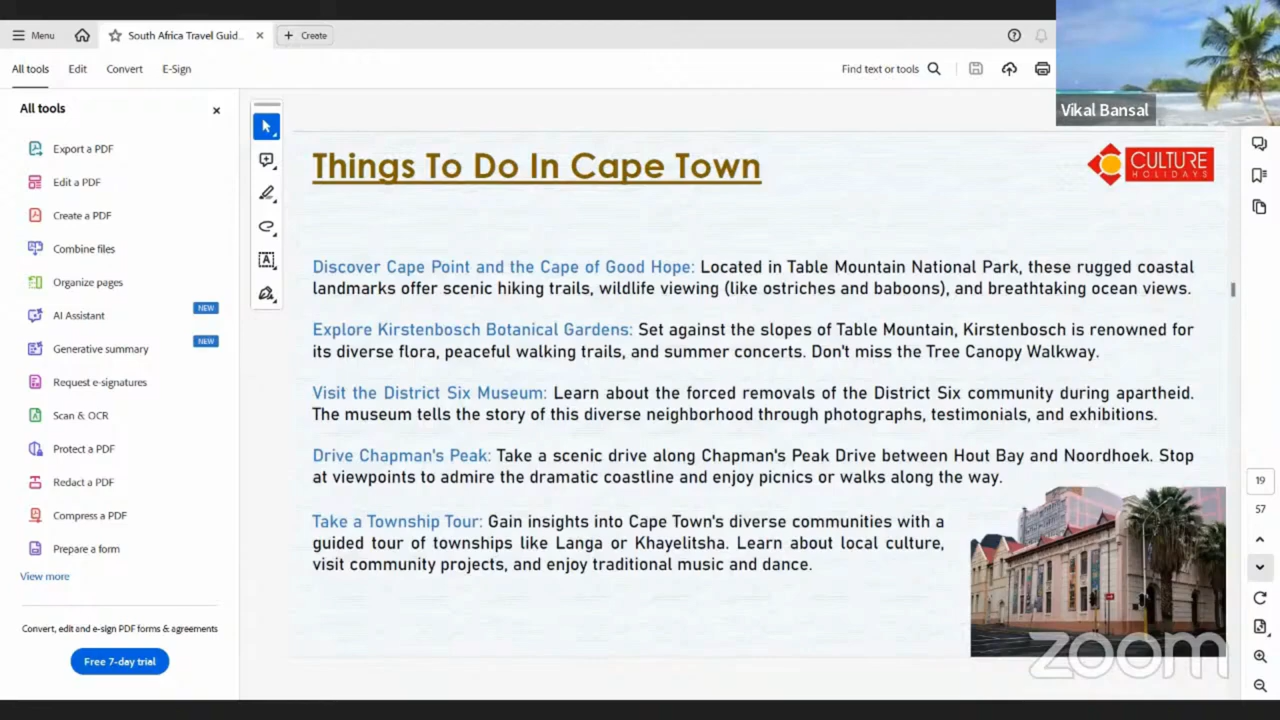 Menu
South Africa Travel Guid..
Create
All tools
Edit
Convert
E-Sign
Find text or tools
Vikal Bansal
All tools
Export a PDF
Edit a PDF
Create a PDF
Combine files
Organize pages
AI Assistant
NEW
Generative summary
NEW
Request e-signatures
Scan & OCR
Protect a PDF
Redact a PDF
Compress a PDF
Prepare a form
View more
Convert, edit and e-sign PDF forms & agreements
Free 7-day trial
Things To Do In Cape Town
CULTURE
HOLIDAYS
Discover Cape Point and the Cape of Good Hope: Located in Table Mountain National Park, these rugged coastal
landmarks offer scenic hiking trails, wildlife viewing (like ostriches and baboons), and breathtaking ocean views.
Explore Kirstenbosch Botanical Gardens: Set against the slopes of Table Mountain, Kirstenbosch is renowned for
its diverse flora, peaceful walking trails, and summer concerts. Don't miss the Tree Canopy Walkway.
Visit the District Six Museum: Learn about the forced removals of the District Six community during apartheid.
The museum tells the story of this diverse neighborhood through photographs, testimonials, and exhibitions.
Drive Chapman's Peak: Take a scenic drive along Chapman's Peak Drive between Hout Bay and Noordhoek. Stop
at viewpoints to admire the dramatic coastline and enjoy picnics or walks along the way.
Take a Township Tour: Gain insights into Cape Town's diverse communities with a
guided tour of townships like Langa or Khayelitsha. Learn about local culture,
visit community projects, and enjoy traditional music and dance.
19
57
zoom